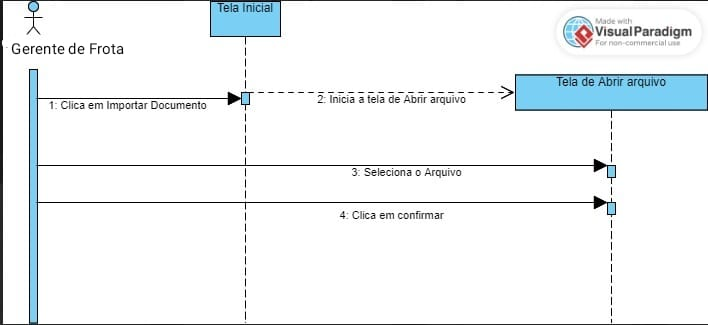 Tela Inicial
Made with
Visual Paradigm
For non-commercial use
Gerente de Frota
Tela de Abrir arquivo
1: Clica em Importar Documento
2: Inicia a tela de Abrir arquivo
3: Seleciona o Arquivo
4: Clica em confirmar